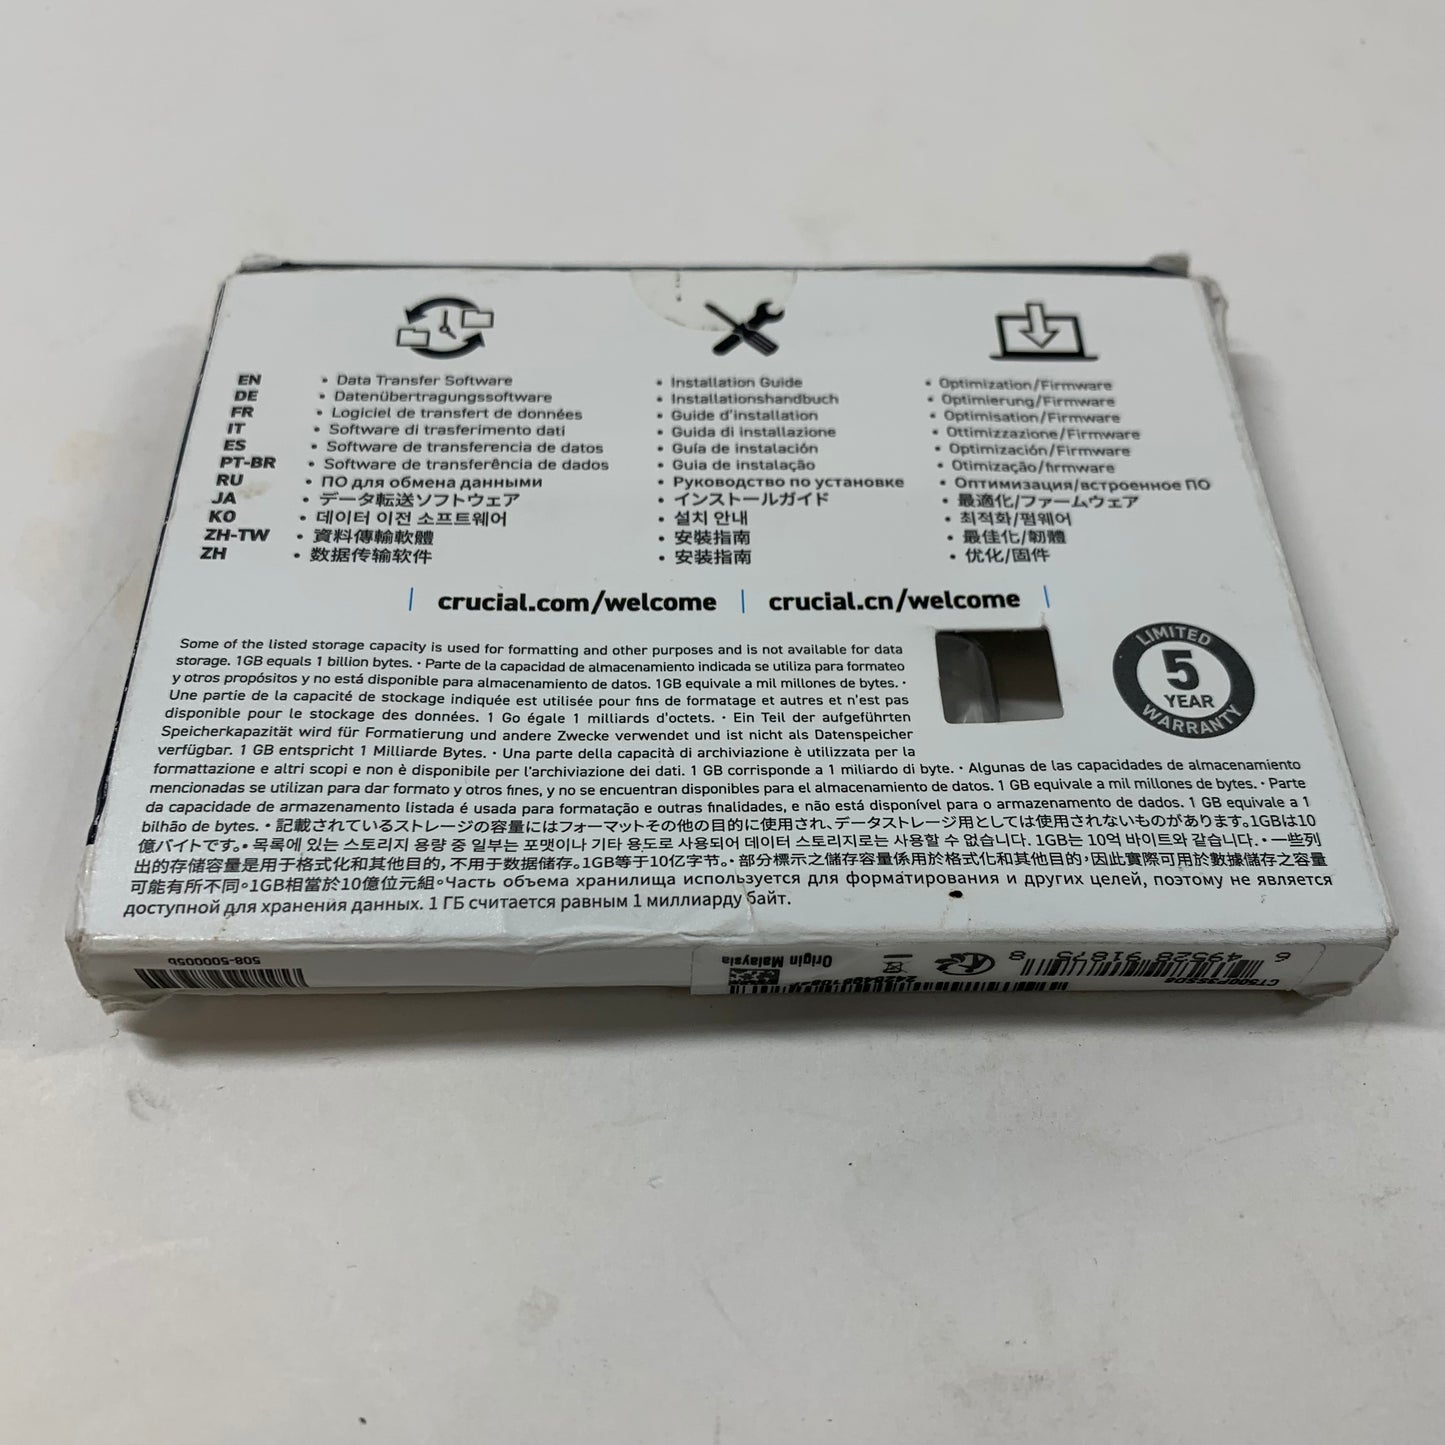 EN • Data Transfer Software • Installation Guide • Optimization/Firmware
DE • Datenübertragungssoftware • Installationshandbuch • Optimierung/Firmware
FR • Logiciel de transfert de données • Guide d'installation • Optimisation/Firmware
IT • Software di trasferimento dati • Guida di installazione • Ottimizzazione/Firmware
ES • Software de transferencia de datos • Guía de instalación • Optimización/Firmware
PT-BR • Software de transferência de dados • Guia de instalação • Otimização/firmware
RU • ПО для обмена данными • Руководство по установке • Оптимизация/встроенное ПО
JA • データ転送ソフトウェア • インストールガイド • 最適化/ファームウェア
KO • 데이터 이전 소프트웨어 • 설치 안내 • 최적화/펌웨어
ZH-TW • 資料傳輸軟體 • 安裝指南 • 最佳化/韌體
ZH • 数据传输软件 • 安装指南 • 优化/固件
| crucial.com/welcome | crucial.cn/welcome |
Some of the listed storage capacity is used for formatting and other purposes and is not available for data
storage. 1GB equals 1 billion bytes. • Parte de la capacidad de almacenamiento indicada se utiliza para formateo
y otros propósitos y no está disponible para almacenamiento de datos. 1GB equivale a mil millones de bytes. •
Une partie de la capacité de stockage indiquée est utilisée pour fins de formatage et autres et n'est pas
disponible pour le stockage des données. 1 Go égale 1 milliards d'octets. • Ein Teil der aufgeführten
Speicherkapazität wird für Formatierung und andere Zwecke verwendet und ist nicht als Datenspeicher
verfügbar. 1 GB entspricht 1 Milliarde Bytes. • Una parte della capacità di archiviazione è utilizzata per la
formattazione e altri scopi e non è disponibile per l'archiviazione dei dati. 1 GB corrisponde a 1 miliardo di byte. • Algunas de las capacidades de almacenamiento
mencionadas se utilizan para dar formato y otros fines, y no se encuentran disponibles para el almacenamiento de datos. 1 GB equivale a mil millones de bytes. • Parte
da capacidade de armazenamento listada é usada para formatação e outras finalidades, e não está disponível para o armazenamento de dados. 1 GB equivale a 1
bilhão de bytes. • 記載されているストレージの容量にはフォーマットその他の目的に使用され、データストレージ用としては使用されないものがあります。1GBは10
億バイトです。• 목록에 있는 스토리지 용량 중 일부는 포맷이나 기타 용도로 사용되어 데이터 스토리지로는 사용할 수 없습니다. 1GB는 10억 바이트와 같습니다. • 一些列
出的存储容量是用于格式化和其他目的，不用于数据储存。1GB等于10亿字节。• 部分標示之儲存容量係用於格式化和其他目的，因此實際可用於數據儲存之容量
可能有所不同。1GB相當於10億位元組。Часть объема хранилища используется для форматирования и других целей, поэтому не является
доступной для хранения данных. 1 ГБ считается равным 1 миллиарду байт.
LIMITED
5
YEAR
WARRANTY
508-500005b
Origin Malaysia
6 49528 91875 8
CT500P3SSD8